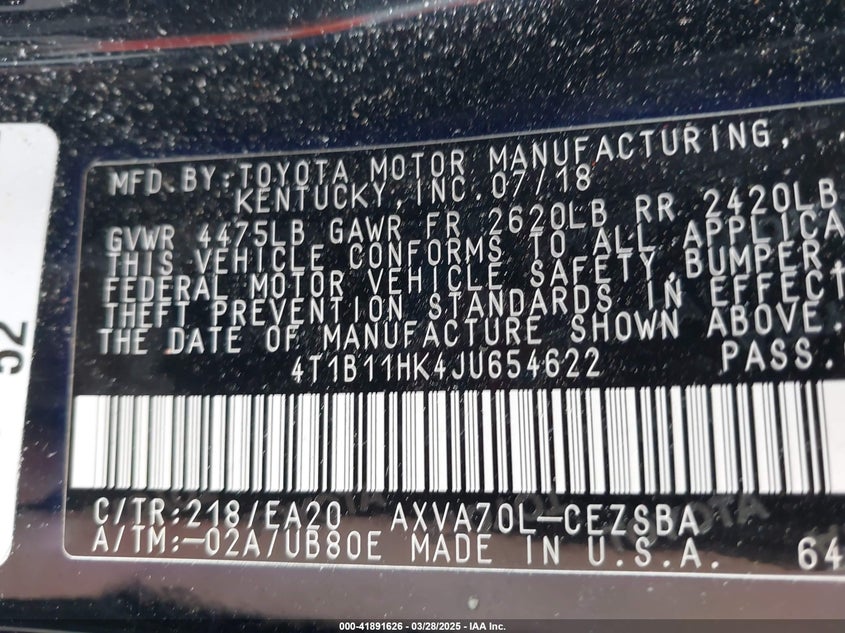 MFD. BY: TOYOTA MOTOR MANUFACTURING,
KENTUCKY, INC. 07/18
GVWR 4475LB GAWR FR 2620LB RR 2420LB
THIS VEHICLE CONFORMS TO ALL APPLICA
FEDERAL MOTOR VEHICLE SAFETY, BUMPER,
THEFT PREVENTION STANDARDS IN EFFECT
THE DATE OF MANUFACTURE SHOWN ABOVE.
4T1B11HK4JU654622 PASS.
C/TR:218/EA20 AXVA70L-CEZSBA
A/TM:-02A/UB80E MADE IN U.S.A. 64
52
TOYOTA
000-41891626 - 03/28/2025 - IAA Inc.